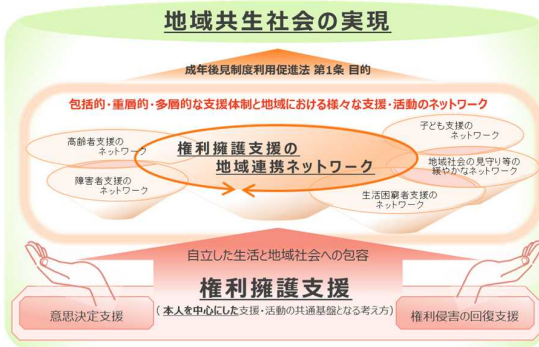 地域共生社会の実現
成年後見制度利用促進法 第1条 目的
包括的・重層的・多層的な支援体制と地域における様々な支援・活動のネットワーク
高齢者支援の
ネットワーク
障害者支援の
ネットワーク
権利擁護支援の
地域連携ネットワーク
子ども支援の
ネットワーク
地域社会の見守り等の
緩やかなネットワーク
生活困窮者支援の
ネットワーク
自立した生活と地域社会への包容
権利擁護支援
(本人を中心にした支援・活動の共通基盤となる考え方)
意思決定支援
権利侵害の回復支援